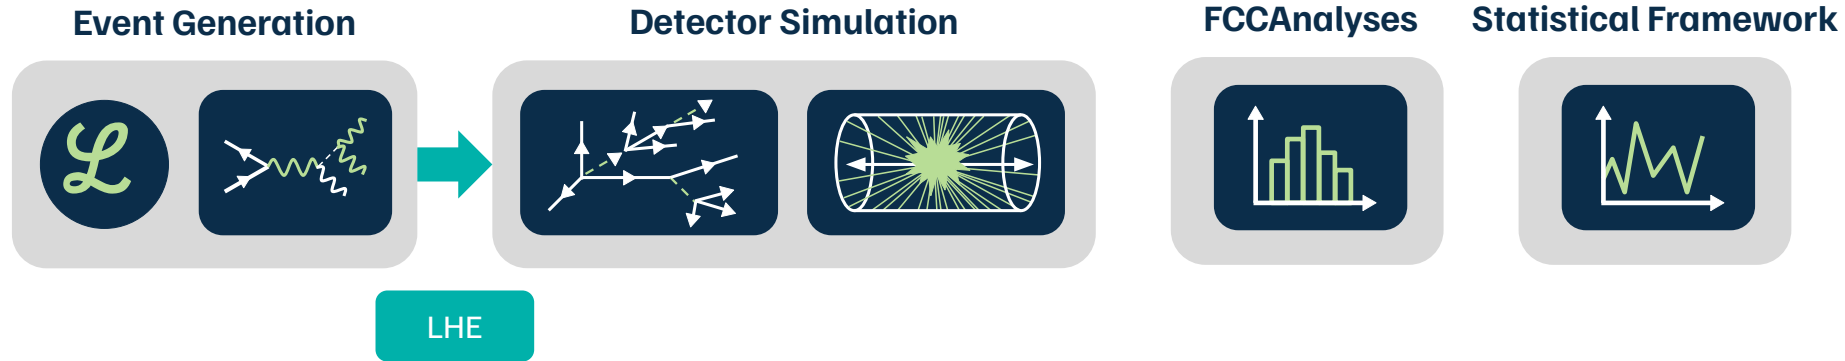 Event Generation
Detector Simulation
FCCAnalyses
Statistical Framework
ℒ
LHE